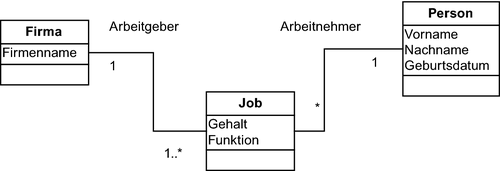 Firma
Firmenname
Arbeitgeber
1
1..*
Job
Gehalt
Funktion
*
Arbeitnehmer
1
Person
Vorname
Nachname
Geburtsdatum